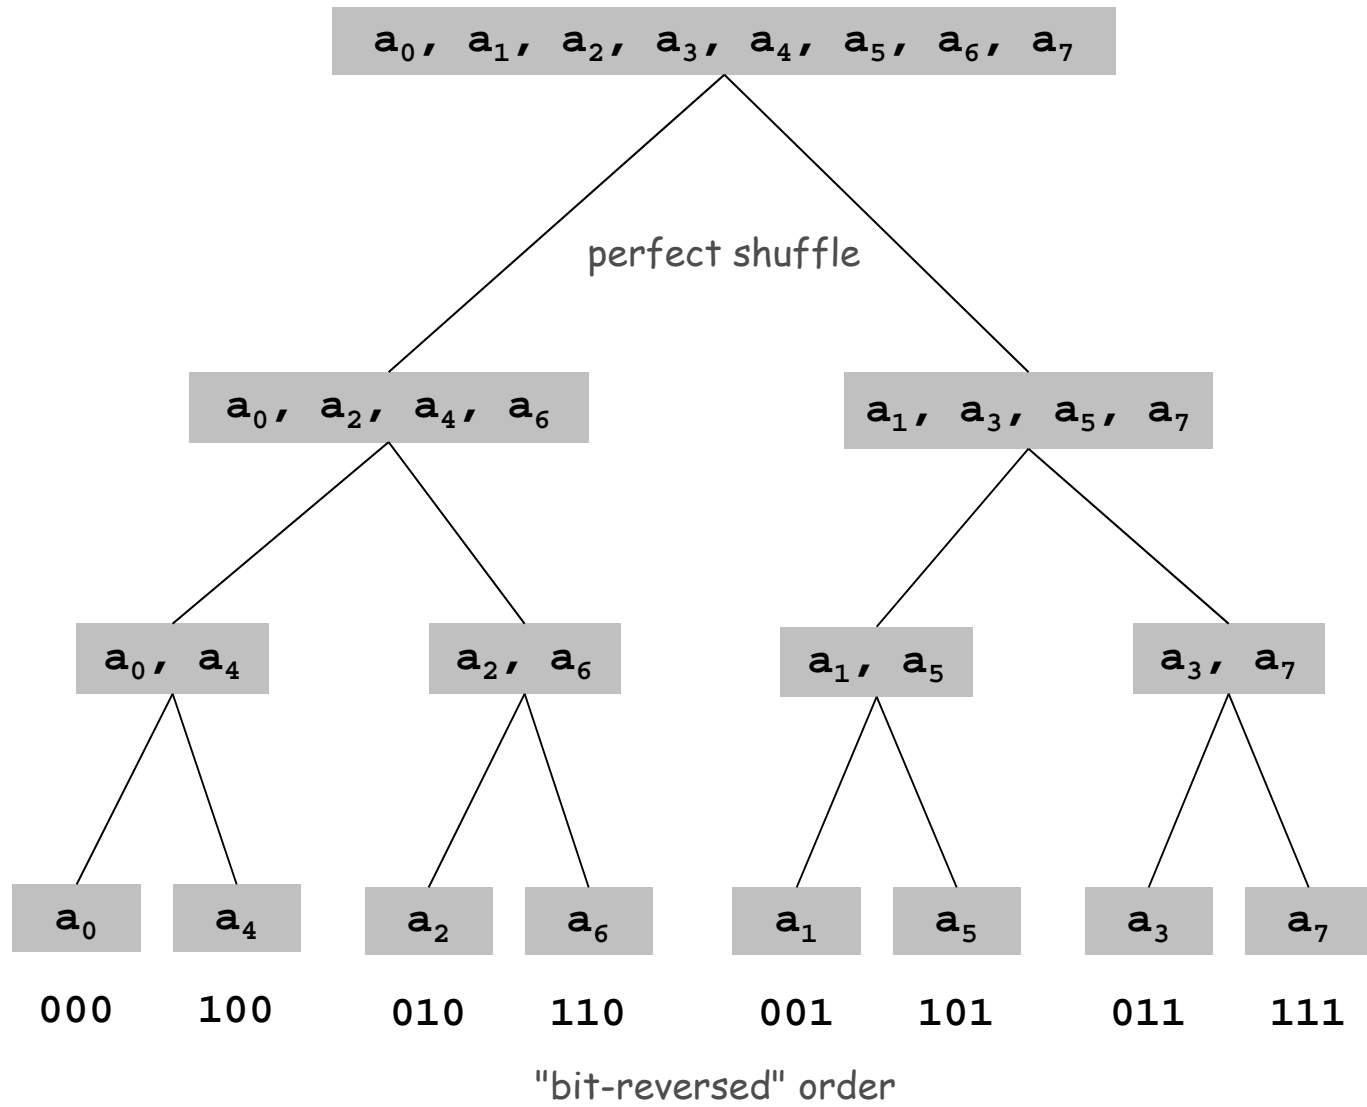 a₀, a₁, a₂, a₃, a₄, a₅, a₆, a₇
perfect shuffle
a₀, a₂, a₄, a₆
a₁, a₃, a₅, a₇
a₀, a₄
a₂, a₆
a₁, a₅
a₃, a₇
a₀
a₄
a₂
a₆
a₁
a₅
a₃
a₇
000
100
010
110
001
101
011
111
"bit-reversed" order